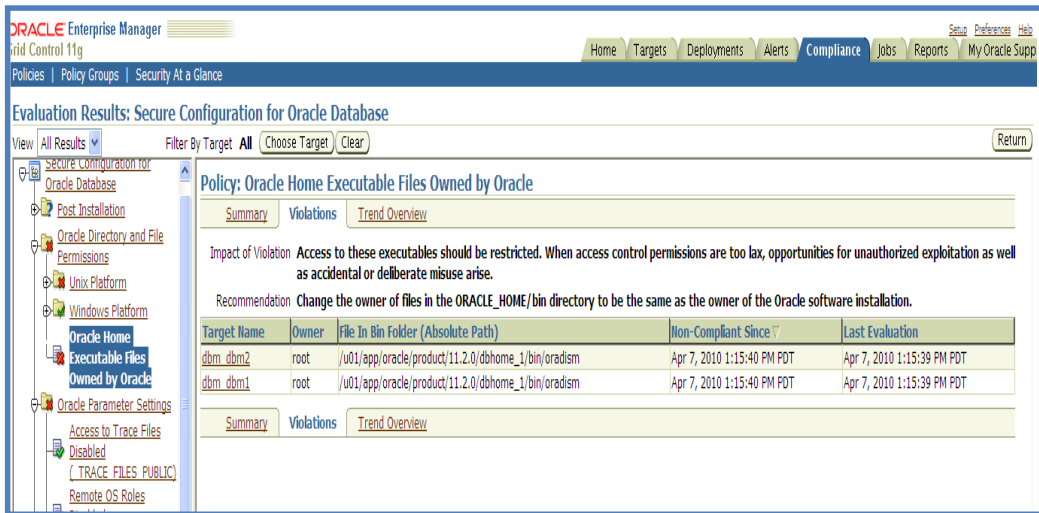 ORACLE Enterprise Manager
Grid Control 11g
Setup Preferences Help
Home Targets Deployments Alerts Compliance Jobs Reports My Oracle Supp
Policies | Policy Groups | Security At a Glance
Evaluation Results: Secure Configuration for Oracle Database
View All Results Filter By Target All Choose Target Clear Return
Secure Configuration for
Oracle Database
Post Installation
Oracle Directory and File
Permissions
Unix Platform
Windows Platform
Oracle Home
Executable Files
Owned by Oracle
Oracle Parameter Settings
Access to Trace Files
Disabled
(_TRACE_FILES_PUBLIC)
Remote OS Roles
Policy: Oracle Home Executable Files Owned by Oracle
Summary Violations Trend Overview
Impact of Violation Access to these executables should be restricted. When access control permissions are too lax, opportunities for unauthorized exploitation as well
as accidental or deliberate misuse arise.
Recommendation Change the owner of files in the ORACLE_HOME/bin directory to be the same as the owner of the Oracle software installation.
Target Name Owner File In Bin Folder (Absolute Path) Non-Compliant Since Last Evaluation
dbm_dbm2 root /u01/app/oracle/product/11.2.0/dbhome_1/bin/oradism Apr 7, 2010 1:15:40 PM PDT Apr 7, 2010 1:15:39 PM PDT
dbm_dbm1 root /u01/app/oracle/product/11.2.0/dbhome_1/bin/oradism Apr 7, 2010 1:15:40 PM PDT Apr 7, 2010 1:15:39 PM PDT
Summary Violations Trend Overview